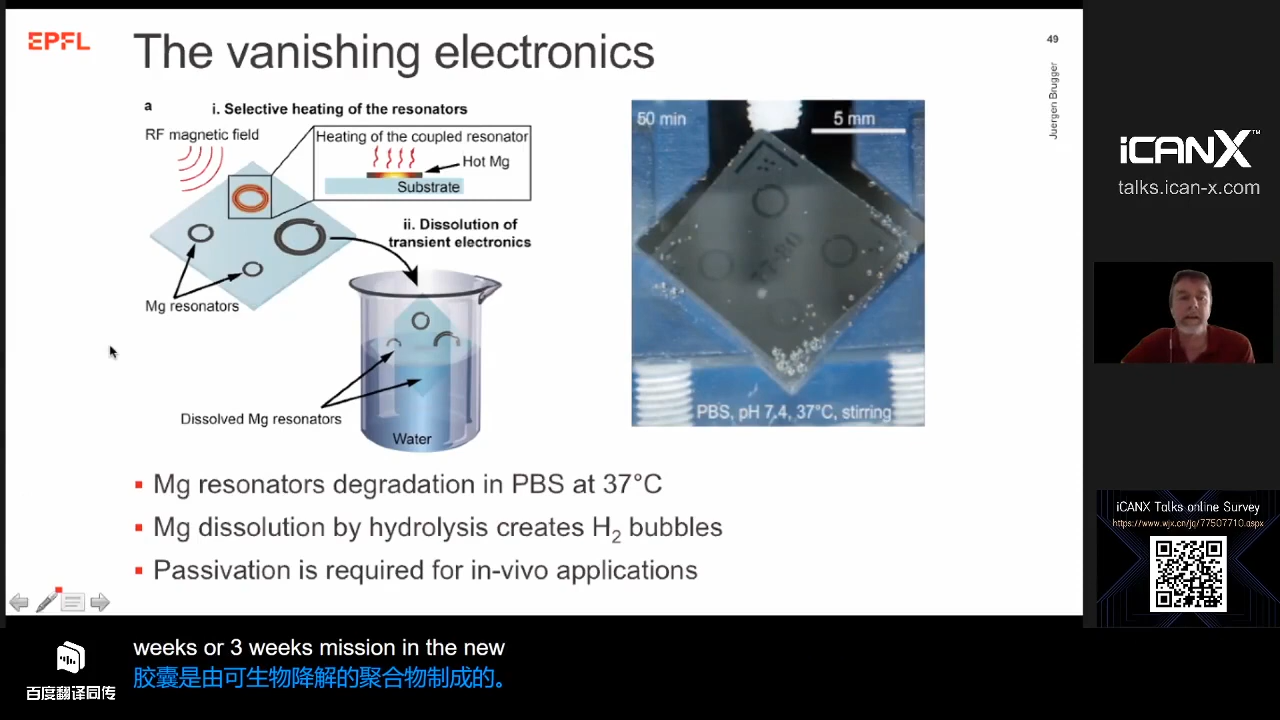 EPFL
The vanishing electronics
49
Juergen Brugger
a
i. Selective heating of the resonators
RF magnetic field
Heating of the coupled resonator
Hot Mg
Substrate
ii. Dissolution of
transient electronics
Mg resonators
Dissolved Mg resonators
Water
50 min
5 mm
PBS, pH 7.4, 37°C, stirring
▪ Mg resonators degradation in PBS at 37°C
▪ Mg dissolution by hydrolysis creates H₂ bubbles
▪ Passivation is required for in-vivo applications
iCANX
talks.ican-x.com
iCANX Talks online Survey
https://www.wjx.cn/jq/77507710.aspx
weeks or 3 weeks mission in the new
胶囊是由可生物降解的聚合物制成的。
百度翻译同传